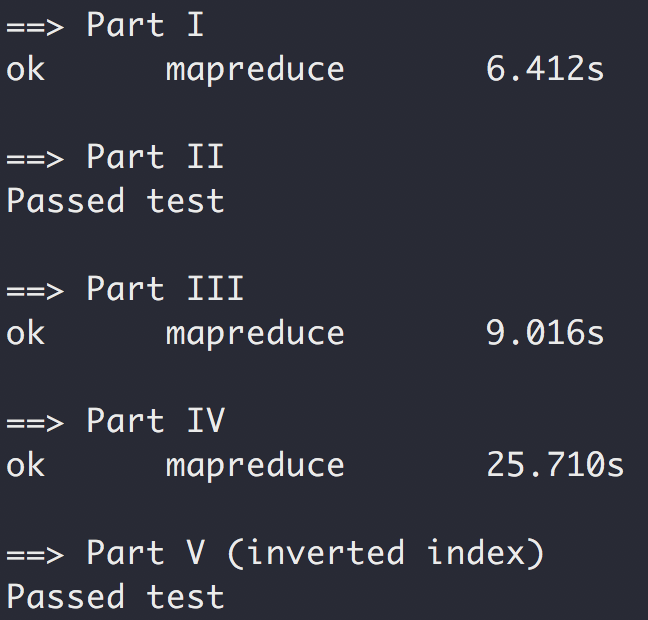 ==> Part I
ok      mapreduce       6.412s
==> Part II
Passed test
==> Part III
ok      mapreduce       9.016s
==> Part IV
ok      mapreduce       25.710s
==> Part V (inverted index)
Passed test